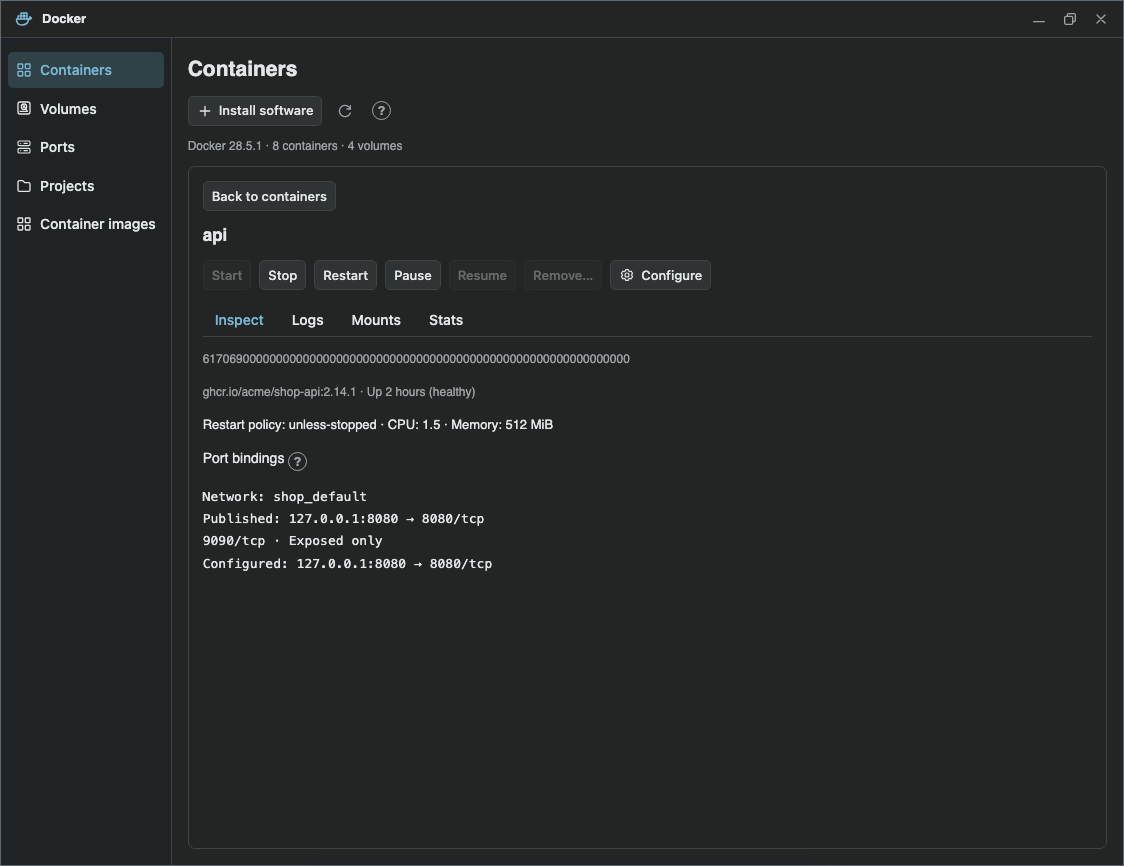 Docker
Containers
Volumes
Ports
Projects
Container images
Containers
Install software
Docker 28.5.1 · 8 containers · 4 volumes
Back to containers
api
Start Stop Restart Pause Resume Remove... Configure
Inspect Logs Mounts Stats
6170690000000000000000000000000000000000000000000000000000000000
ghcr.io/acme/shop-api:2.14.1 · Up 2 hours (healthy)
Restart policy: unless-stopped · CPU: 1.5 · Memory: 512 MiB
Port bindings ?
Network: shop_default
Published: 127.0.0.1:8080 → 8080/tcp
9090/tcp · Exposed only
Configured: 127.0.0.1:8080 → 8080/tcp